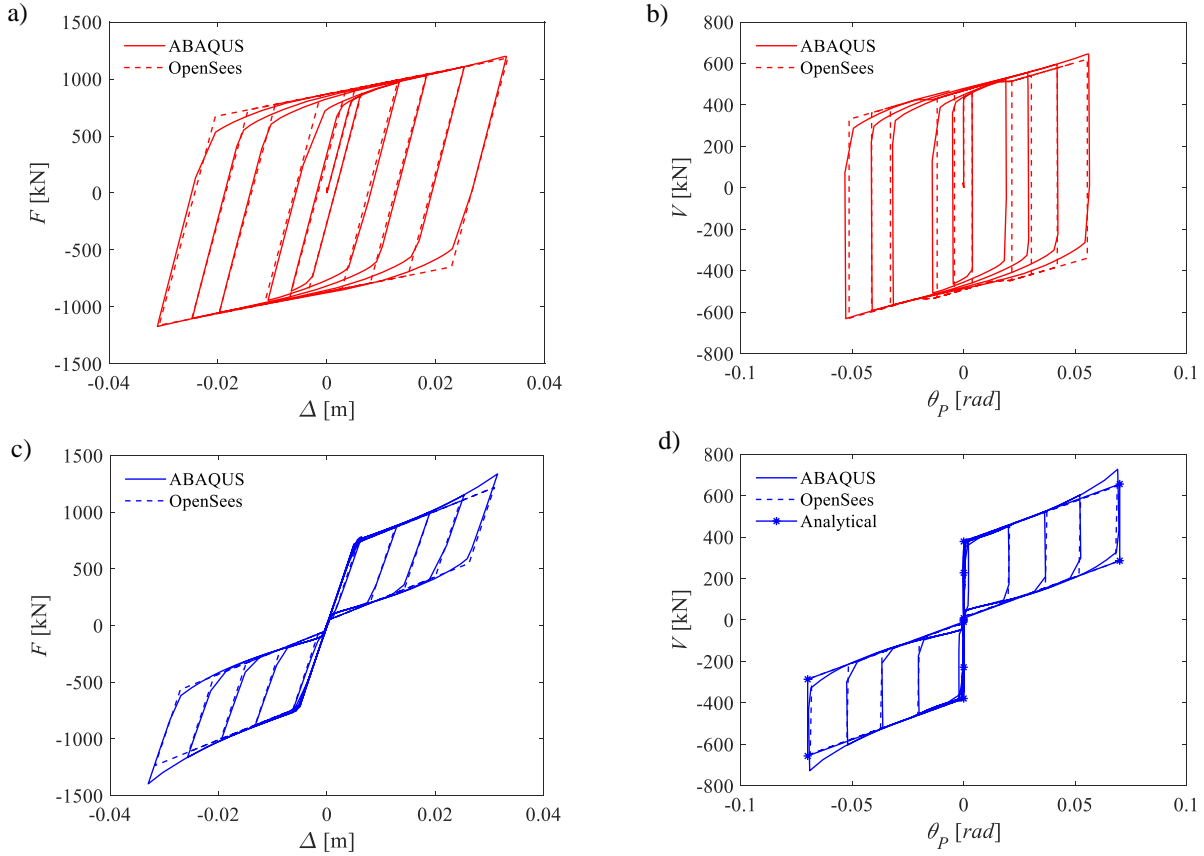 a)
1500
1000
500
0
-500
-1000
-1500
F [kN]
ABAQUS
OpenSees
-0.04 -0.02 0 0.02 0.04
Δ [m]
b)
800
600
400
200
0
-200
-400
-600
-800
V [kN]
ABAQUS
OpenSees
-0.1 -0.05 0 0.05 0.1
θP [rad]
c)
1500
1000
500
0
-500
-1000
-1500
F [kN]
ABAQUS
OpenSees
-0.04 -0.02 0 0.02 0.04
Δ [m]
d)
800
600
400
200
0
-200
-400
-600
-800
V [kN]
ABAQUS
OpenSees
Analytical
-0.1 -0.05 0 0.05 0.1
θP [rad]